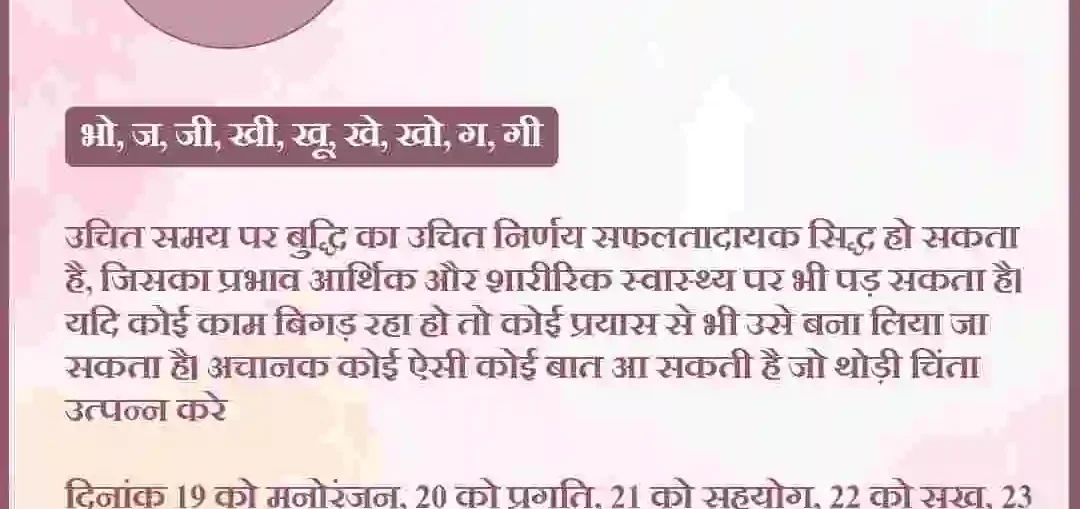 भो, ज, जी, खी, खू, खे, खो, ग, गी
उचित समय पर बुद्धि का उचित निर्णय सफलतादायक सिद्ध हो सकता
है, जिसका प्रभाव आर्थिक और शारीरिक स्वास्थ्य पर भी पड़ सकता है।
यदि कोई काम बिगड़ रहा हो तो कोई प्रयास से भी उसे बना लिया जा
सकता है। अचानक कोई ऐसी कोई बात आ सकती है जो थोड़ी चिंता
उत्पन्न करे
दिनांक 19 को मनोरंजन, 20 को प्रगति, 21 को सहयोग, 22 को सुख, 23